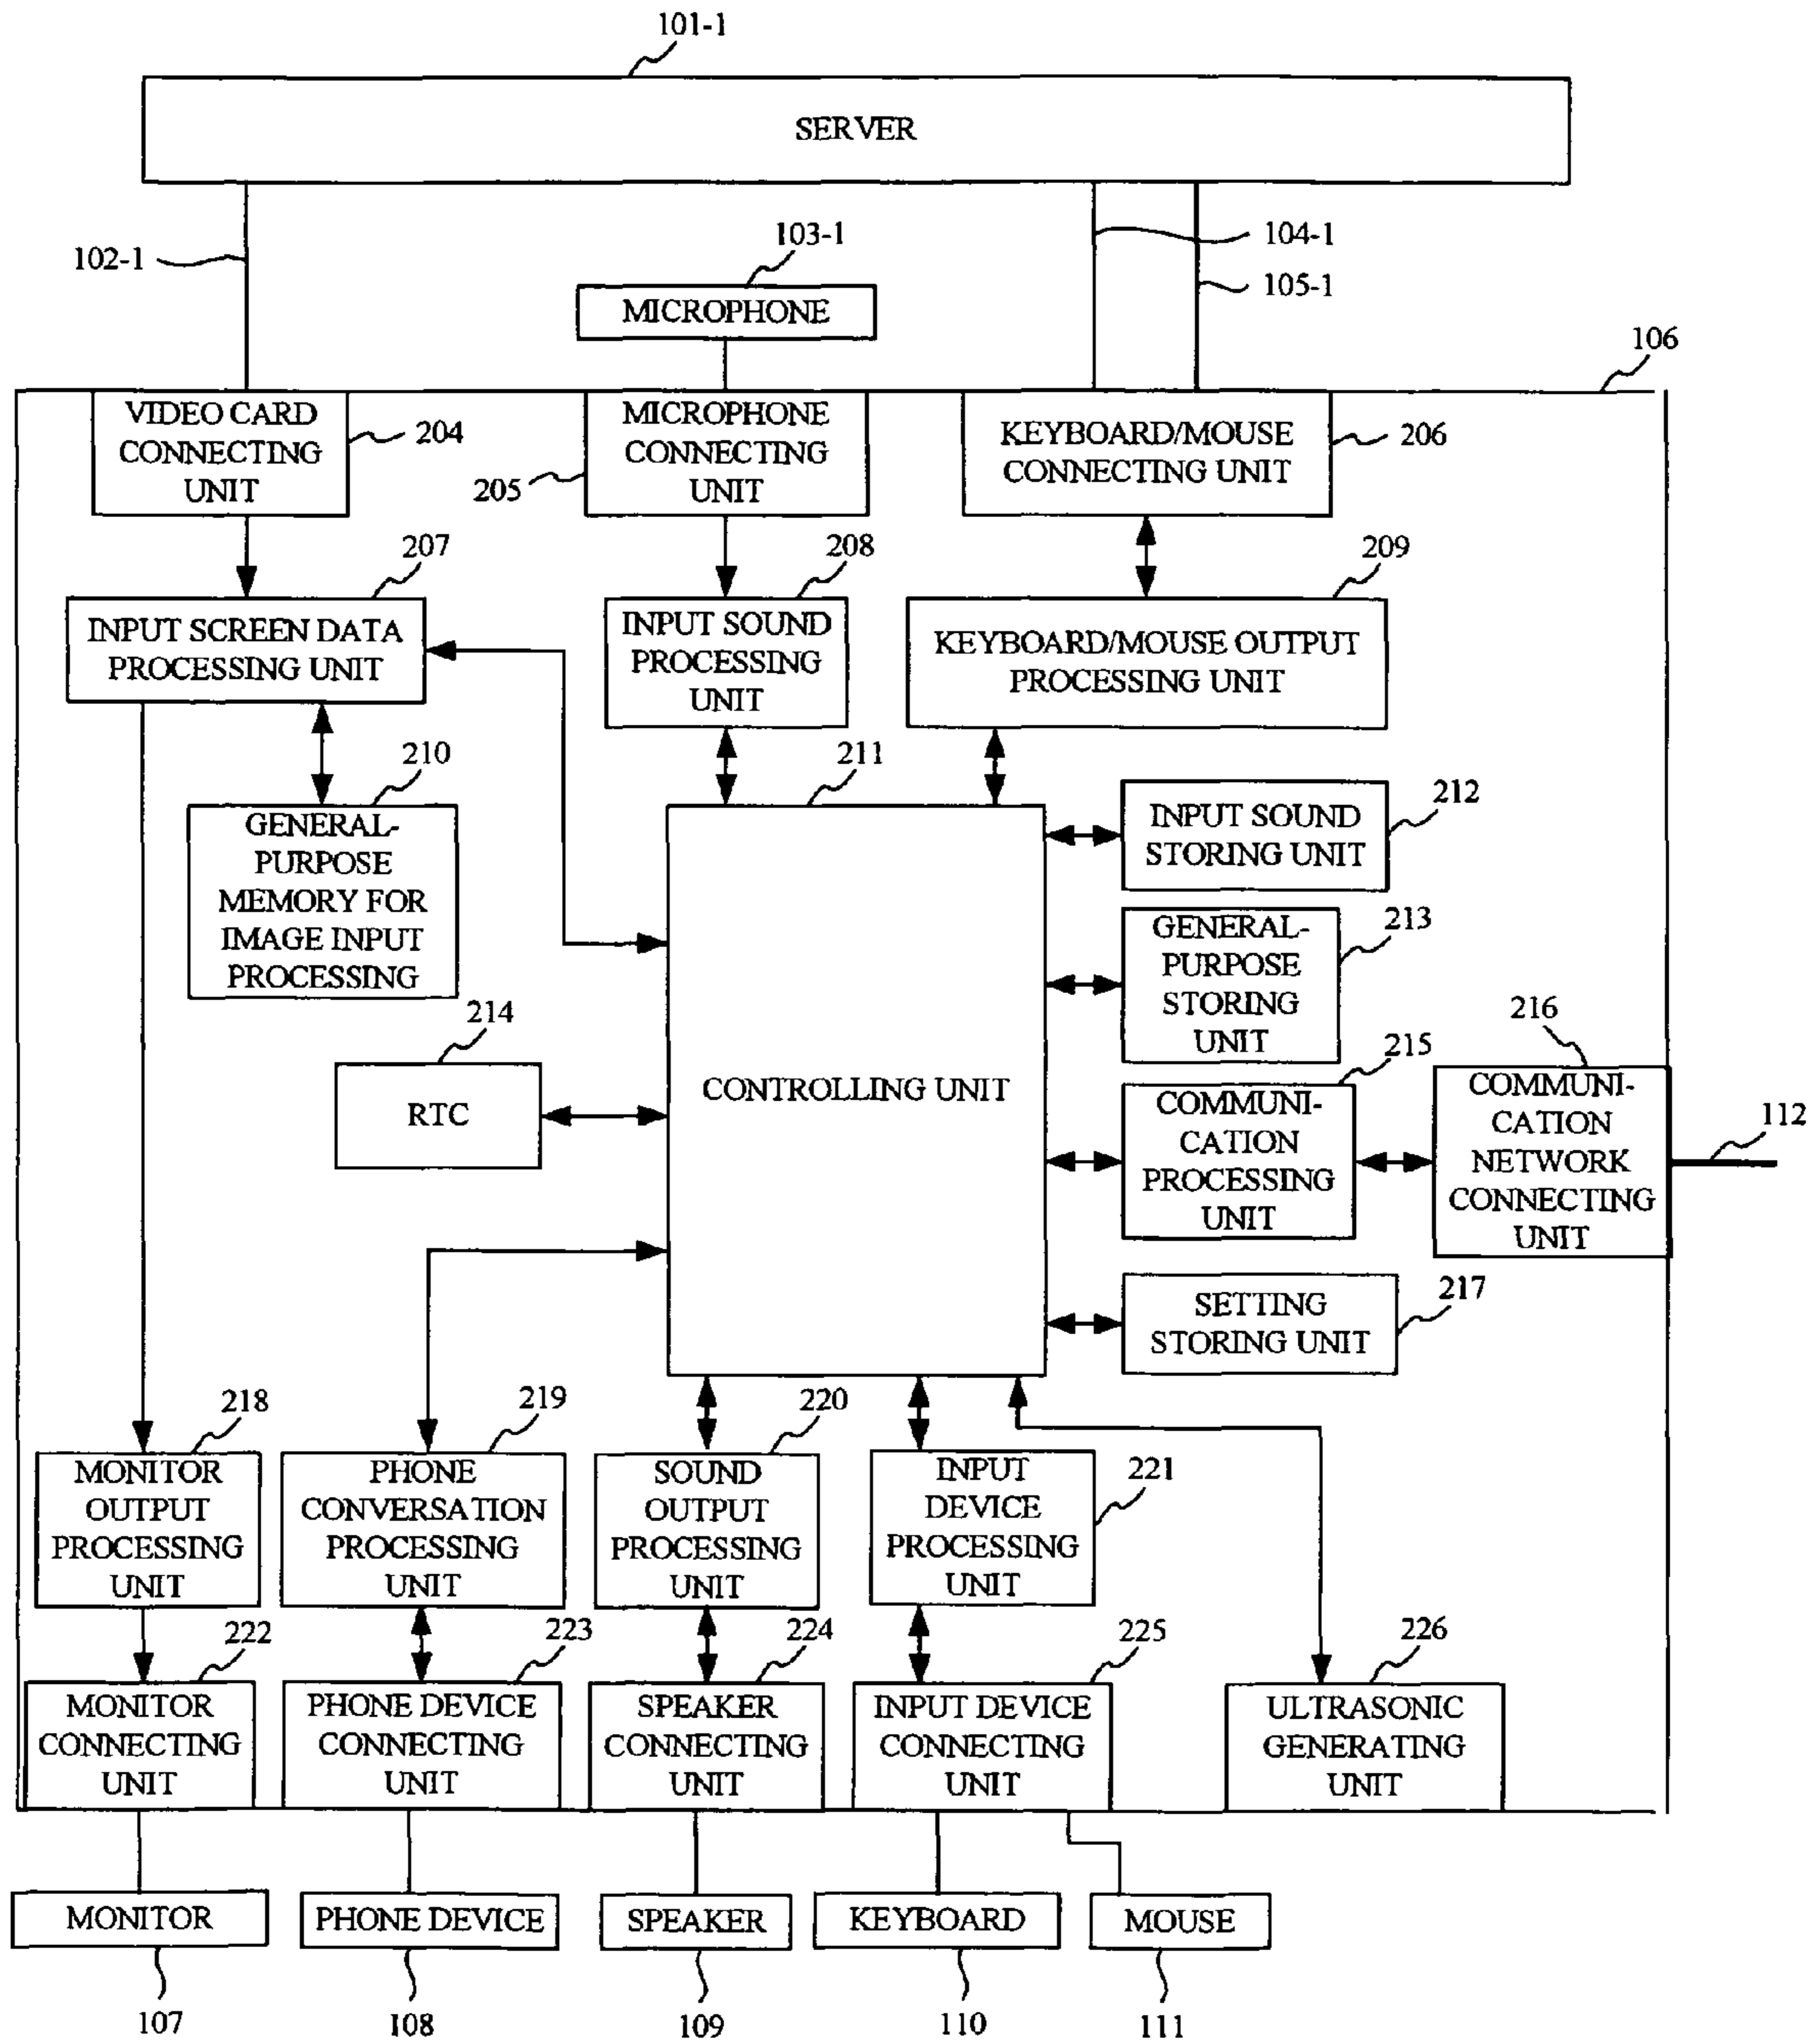 101-1
SERVER
102-1
103-1
104-1
105-1
MICROPHONE
106
VIDEO CARD
CONNECTING
UNIT
204
MICROPHONE
CONNECTING
UNIT
205
KEYBOARD/MOUSE
CONNECTING UNIT
206
207
208
209
INPUT SCREEN DATA
PROCESSING UNIT
INPUT SOUND
PROCESSING
UNIT
KEYBOARD/MOUSE OUTPUT
PROCESSING UNIT
210
211
212
GENERAL-
PURPOSE
MEMORY FOR
IMAGE INPUT
PROCESSING
INPUT SOUND
STORING UNIT
213
GENERAL-
PURPOSE
STORING
UNIT
214
RTC
CONTROLLING UNIT
215
COMMUNI-
CATION
PROCESSING
UNIT
216
COMMUNI-
CATION
NETWORK
CONNECTING
UNIT
112
217
SETTING
STORING UNIT
218
219
220
221
MONITOR
OUTPUT
PROCESSING
UNIT
PHONE
CONVERSATION
PROCESSING
UNIT
SOUND
OUTPUT
PROCESSING
UNIT
INPUT
DEVICE
PROCESSING
UNIT
222
223
224
225
226
MONITOR
CONNECTING
UNIT
PHONE DEVICE
CONNECTING
UNIT
SPEAKER
CONNECTING
UNIT
INPUT DEVICE
CONNECTING
UNIT
ULTRASONIC
GENERATING
UNIT
MONITOR
PHONE DEVICE
SPEAKER
KEYBOARD
MOUSE
107
108
109
110
111